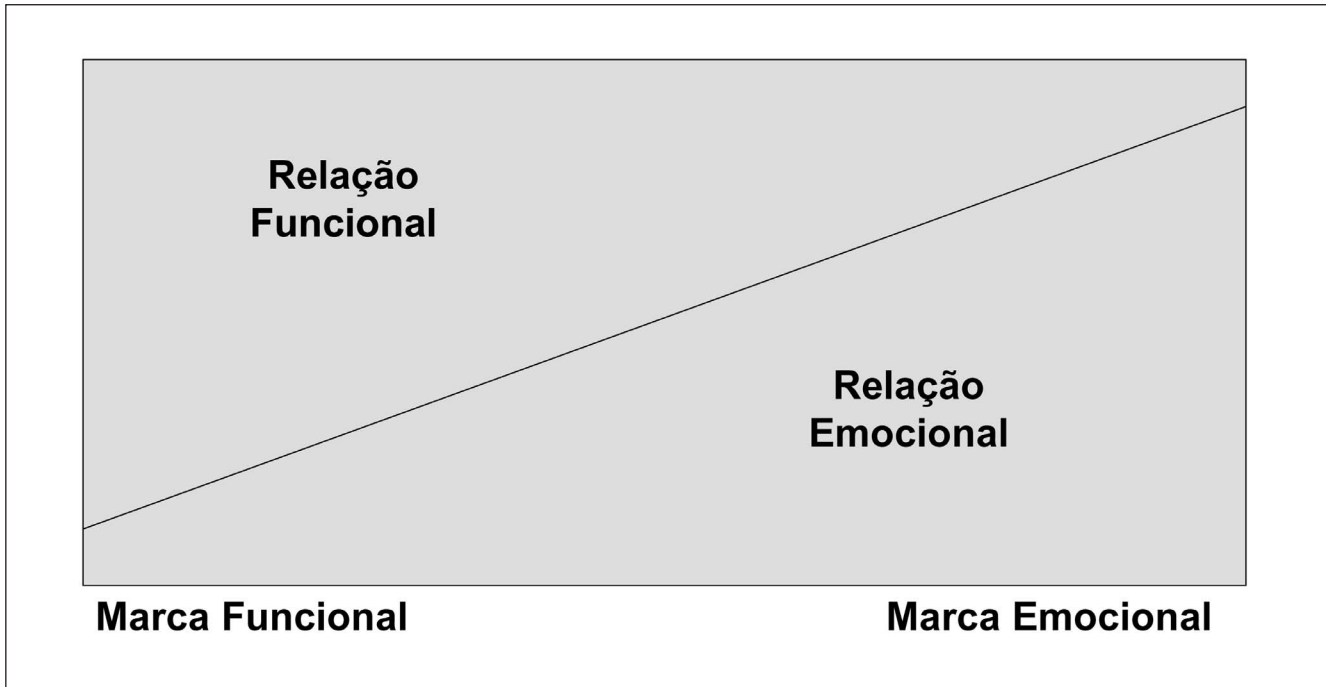 Relação
Funcional
Relação
Emocional
Marca Funcional
Marca Emocional